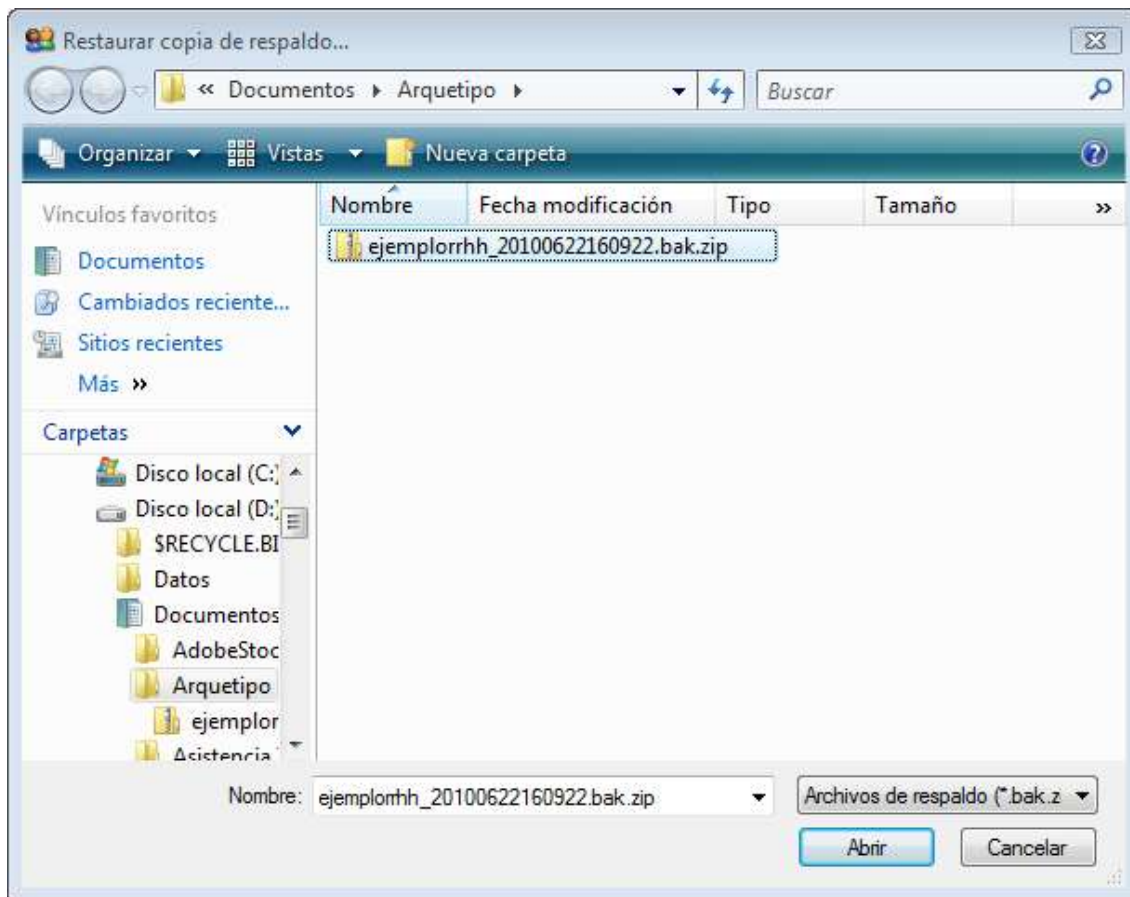 Restaurar copia de respaldo...
« Documentos Arquetipo
Buscar
Organizar Vistas Nueva carpeta
Vínculos favoritos
Documentos
Cambiados reciente...
Sitios recientes
Más »
Carpetas
Disco local (C:)
Disco local (D:)
$RECYCLE.BI
Datos
Documentos
AdobeStoc
Arquetipo
ejemplor
Asistencia
Nombre Fecha modificación Tipo Tamaño »
ejemplorrhh_20100622160922.bak.zip
Nombre: ejemplorrhh_20100622160922.bak.zip
Archivos de respaldo (*.bak.z
Abrir Cancelar